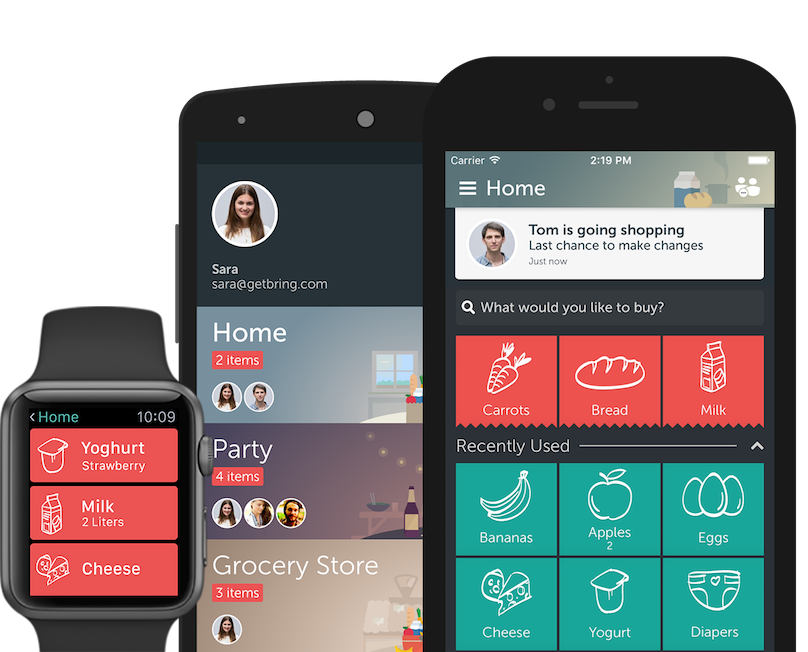 Home
10:09
Yoghurt
Strawberry
Milk
2 Liters
Cheese
Sara
sara@getbring.com
Home
2 items
Party
4 items
Grocery Store
3 items
Carrier
2:19 PM
Home
Tom is going shopping
Last chance to make changes
Just now
What would you like to buy?
Carrots
Bread
Milk
Recently Used
Bananas
Apples
2
Eggs
Cheese
Yogurt
Diapers